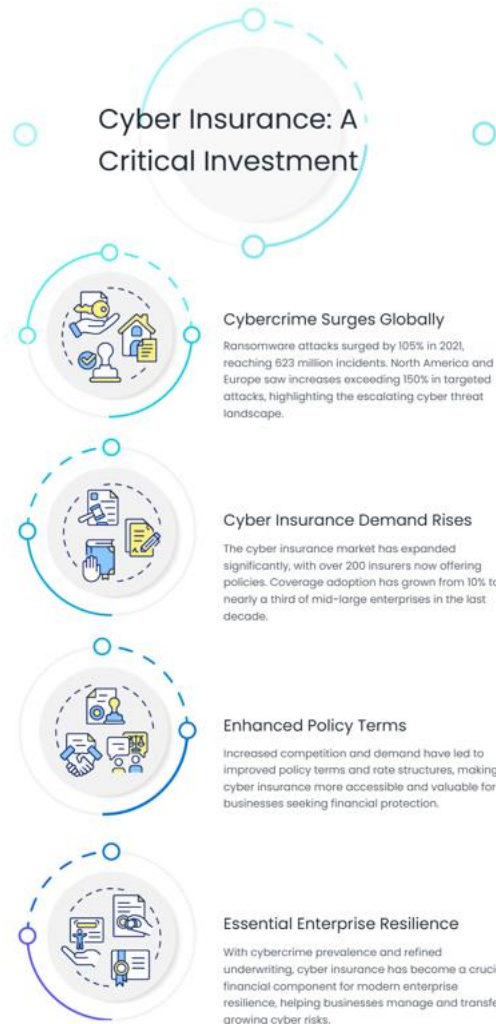 Cyber Insurance: A
Critical Investment
Cybercrime Surges Globally
Ransomware attacks surged by 105% in 2021,
reaching 623 million incidents. North America and
Europe saw increases exceeding 150% in targeted
attacks, highlighting the escalating cyber threat
landscape.
Cyber Insurance Demand Rises
The cyber insurance market has expanded
significantly, with over 200 insurers now offering
policies. Coverage adoption has grown from 10% to
nearly a third of mid-large enterprises in the last
decade.
Enhanced Policy Terms
Increased competition and demand have led to
improved policy terms and rate structures, making
cyber insurance more accessible and valuable for
businesses seeking financial protection.
Essential Enterprise Resilience
With cybercrime prevalence and refined
underwriting, cyber insurance has become a cruci
financial component for modern enterprise
resilience, helping businesses manage and transfe
growing cyber risks.